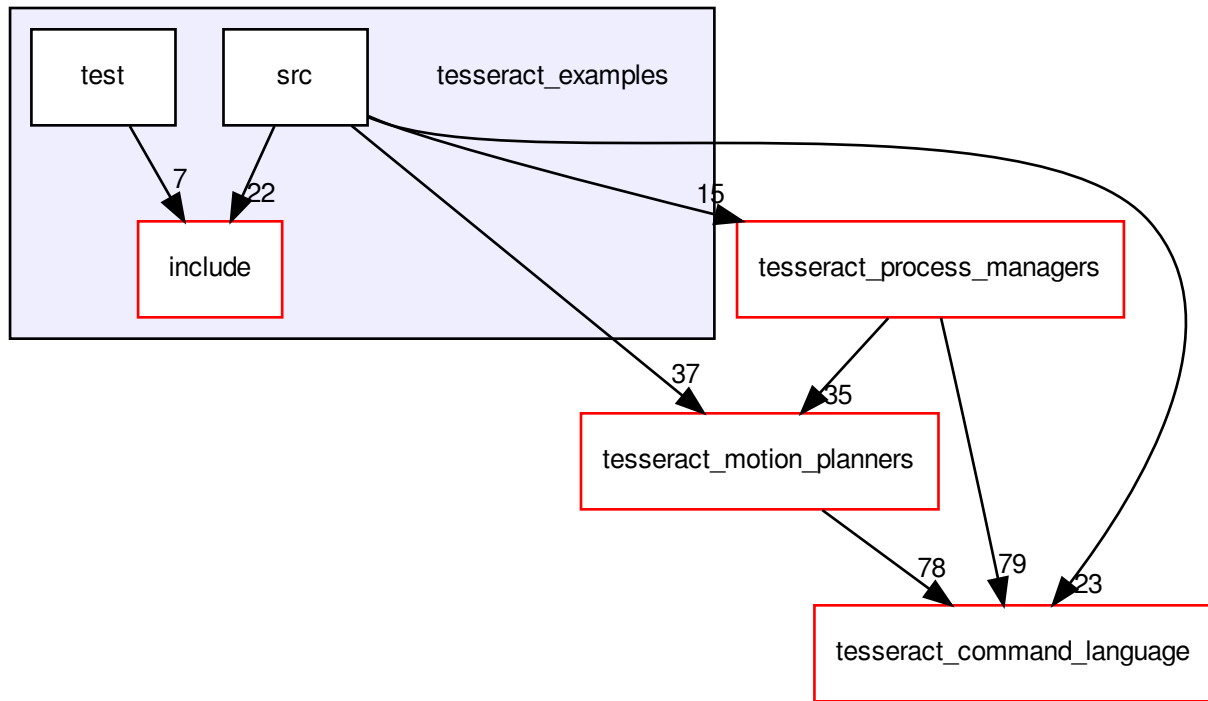 test
src
tesseract_examples
7
22
15
include
tesseract_process_managers
37
35
tesseract_motion_planners
78
79
23
tesseract_command_language